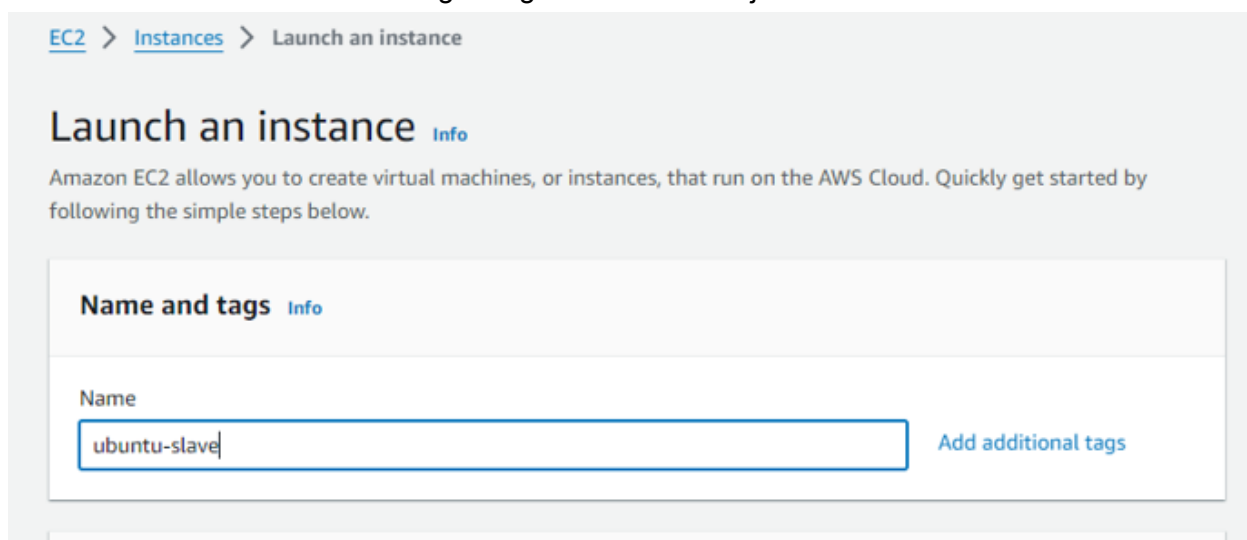 EC2 > Instances > Launch an instance
Launch an instance Info
Amazon EC2 allows you to create virtual machines, or instances, that run on the AWS Cloud. Quickly get started by
following the simple steps below.
Name and tags Info
Name
ubuntu-slave
Add additional tags